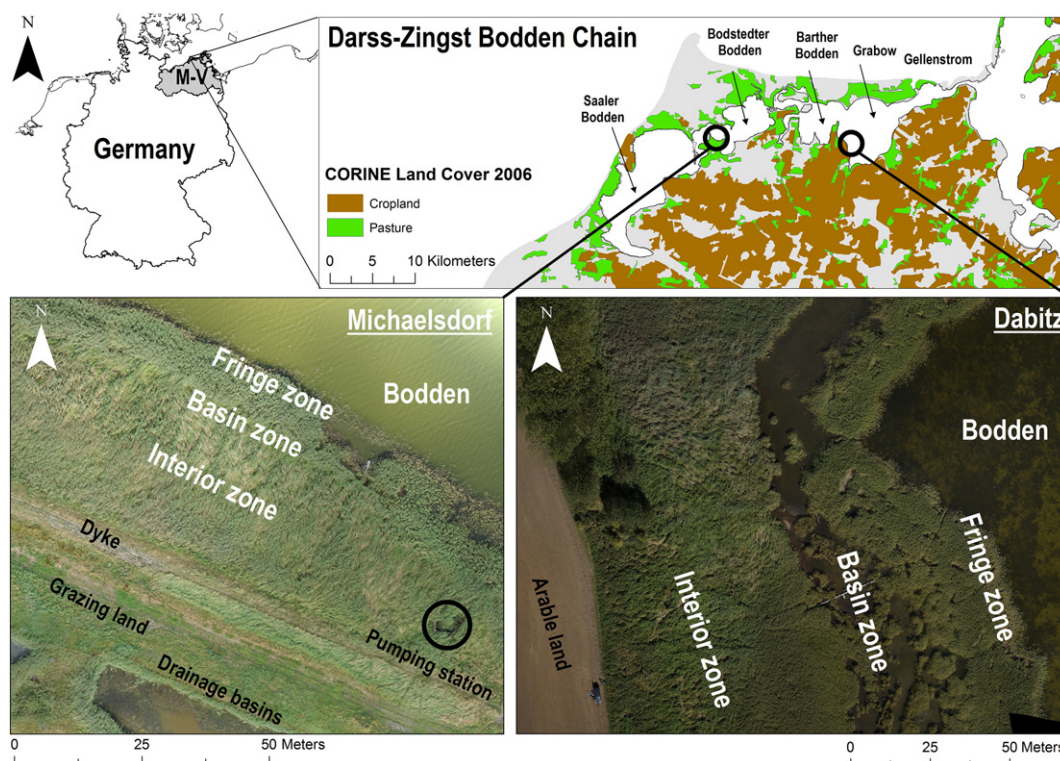 N
M-V
Germany
Darss-Zingst Bodden Chain
Bodstedter
Bodden
Barther
Bodden
Grabow
Gellenstrom
Saaler
Bodden
CORINE Land Cover 2006
Cropland
Pasture
0 5 10 Kilometers
N
Michaelsdorf
Fringe zone
Basin zone
Interior zone
Bodden
Dyke
Grazing land
Drainage basins
Pumping station
0 25 50 Meters
N
Dabitz
Bodden
Fringe zone
Basin zone
Interior zone
Arable land
0 25 50 Meters